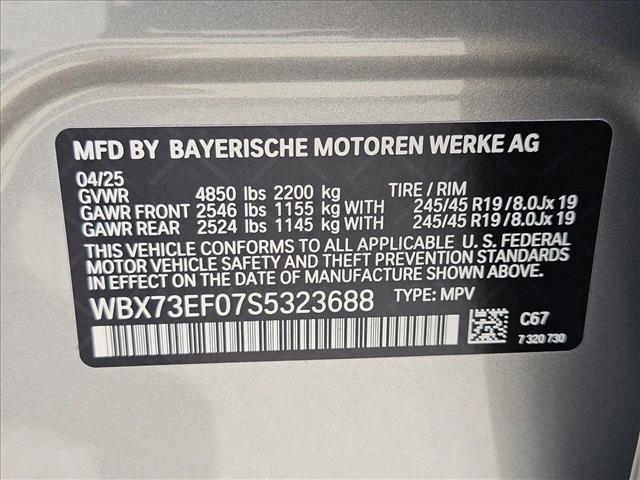 MFD BY BAYERISCHE MOTOREN WERKE AG
04/25
GVWR 4850 lbs 2200 kg TIRE / RIM
GAWR FRONT 2546 lbs 1155 kg WITH 245/45 R19/8.0Jx19
GAWR REAR 2524 lbs 1145 kg WITH 245/45 R19/8.0Jx19
THIS VEHICLE CONFORMS TO ALL APPLICABLE U. S. FEDERAL
MOTOR VEHICLE SAFETY AND THEFT PREVENTION STANDARDS
IN EFFECT ON THE DATE OF MANUFACTURE SHOWN ABOVE.
WBX73EF07S5323688 TYPE: MPV
C67
7 320 730